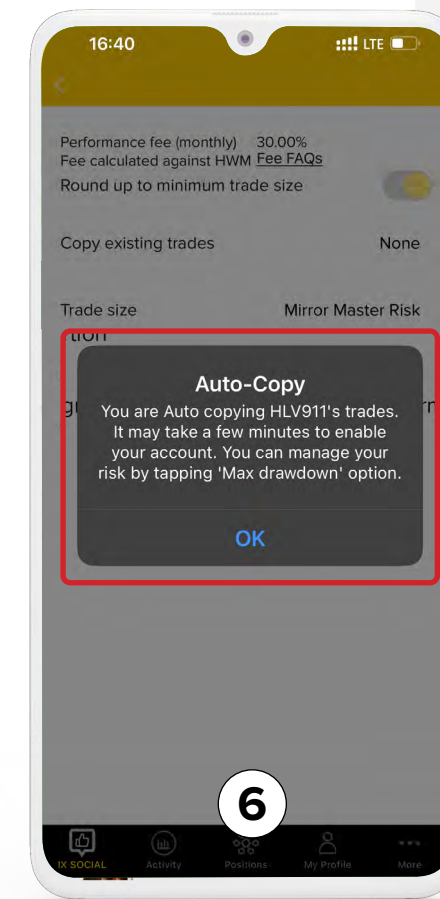 16:40
LTE
Performance fee (monthly) 30.00%
Fee calculated against HWM Fee FAQs
Round up to minimum trade size
Copy existing trades None
Trade size Mirror Master Risk
Auto-Copy
You are Auto copying HLV911's trades.
It may take a few minutes to enable
your account. You can manage your
risk by tapping 'Max drawdown' option.
OK
6
IX SOCIAL Activity Positions My Profile More